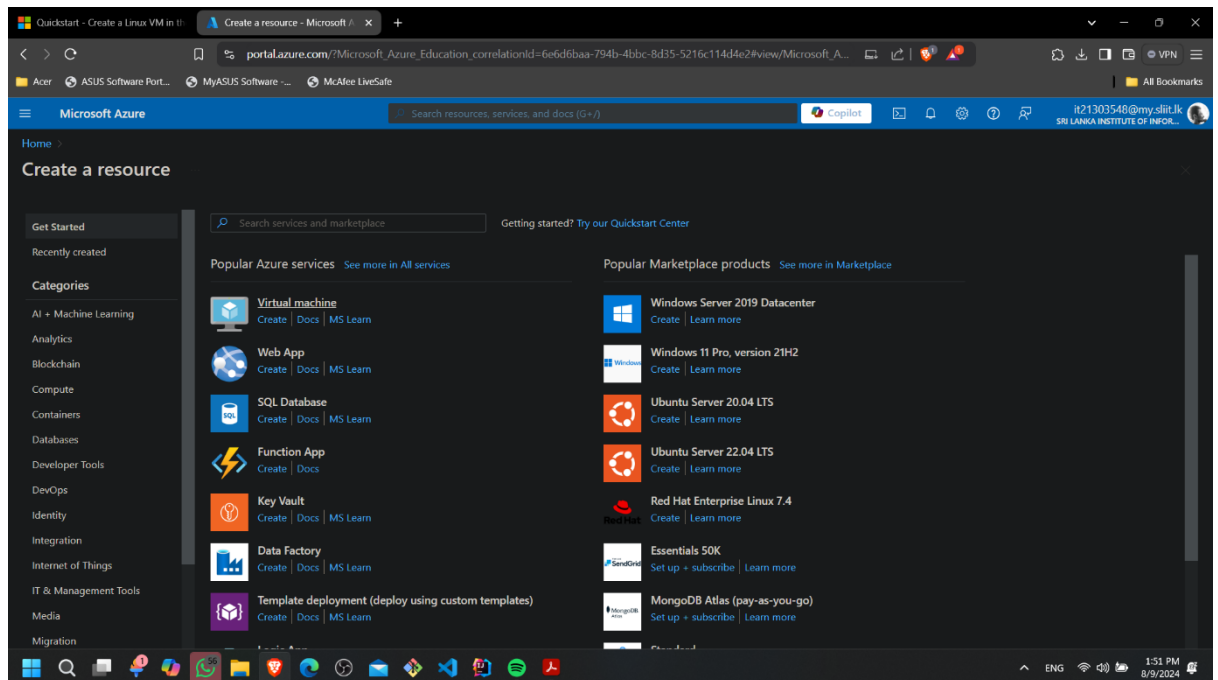 Quickstart - Create a Linux VM in th
Create a resource - Microsoft A
portal.azure.com/?Microsoft_Azure_Education_correlationId=6e6d6baa-794b-4bbc-8d35-5216c114d4e2#view/Microsoft_A...
VPN
Acer
ASUS Software Port...
MyASUS Software -...
McAfee LiveSafe
All Bookmarks
Microsoft Azure
Search resources, services, and docs (G+/)
Copilot
it21303548@my.sliit.lk
SRI LANKA INSTITUTE OF INFOR...
Home >
Create a resource
Get Started
Recently created
Categories
AI + Machine Learning
Analytics
Blockchain
Compute
Containers
Databases
Developer Tools
DevOps
Identity
Integration
Internet of Things
IT & Management Tools
Media
Migration
Search services and marketplace
Getting started? Try our Quickstart Center
Popular Azure services See more in All services
Virtual machine
Create | Docs | MS Learn
Web App
Create | Docs | MS Learn
SQL
SQL Database
Create | Docs | MS Learn
Function App
Create | Docs
Key Vault
Create | Docs | MS Learn
Data Factory
Create | Docs | MS Learn
Template deployment (deploy using custom templates)
Create | Docs | MS Learn
Popular Marketplace products See more in Marketplace
Windows Server 2019 Datacenter
Create | Learn more
Windows
Windows 11 Pro, version 21H2
Create | Learn more
Ubuntu Server 20.04 LTS
Create | Learn more
Ubuntu Server 22.04 LTS
Create | Learn more
Red Hat
Red Hat Enterprise Linux 7.4
Create | Learn more
SendGrid
Essentials 50K
Set up + subscribe | Learn more
MongoDB
MongoDB Atlas (pay-as-you-go)
Set up + subscribe | Learn more
ENG
1:51 PM
8/9/2024